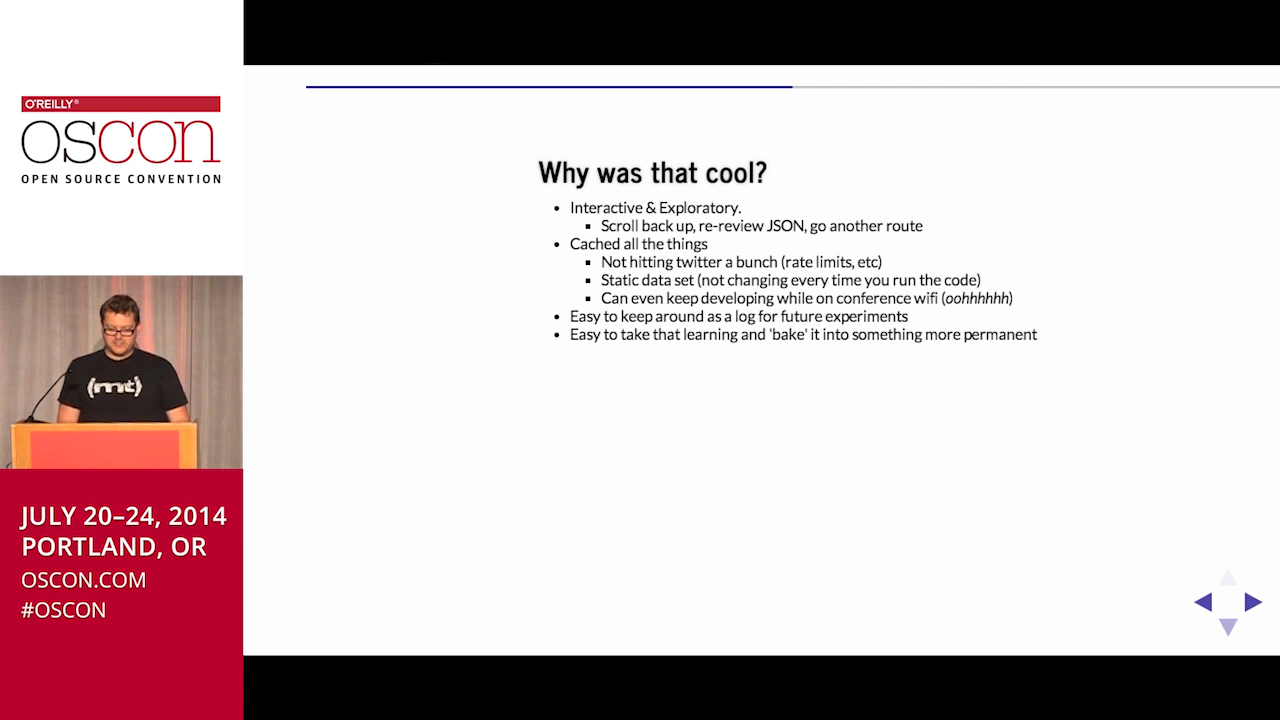 O'REILLY®
OSCON
OPEN SOURCE CONVENTION
(mt)
JULY 20–24, 2014
PORTLAND, OR
OSCON.COM
#OSCON
Why was that cool?
• Interactive & Exploratory.
▪ Scroll back up, re-review JSON, go another route
• Cached all the things
▪ Not hitting twitter a bunch (rate limits, etc)
▪ Static data set (not changing every time you run the code)
▪ Can even keep developing while on conference wifi (oohhhhhh)
• Easy to keep around as a log for future experiments
• Easy to take that learning and 'bake' it into something more permanent